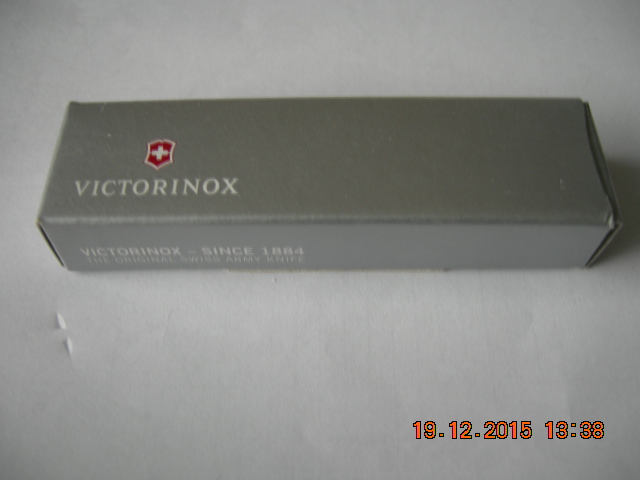 VICTORINOX
VICTORINOX – SINCE 1884
THE ORIGINAL SWISS ARMY KNIFE
19.12.2015 13:38